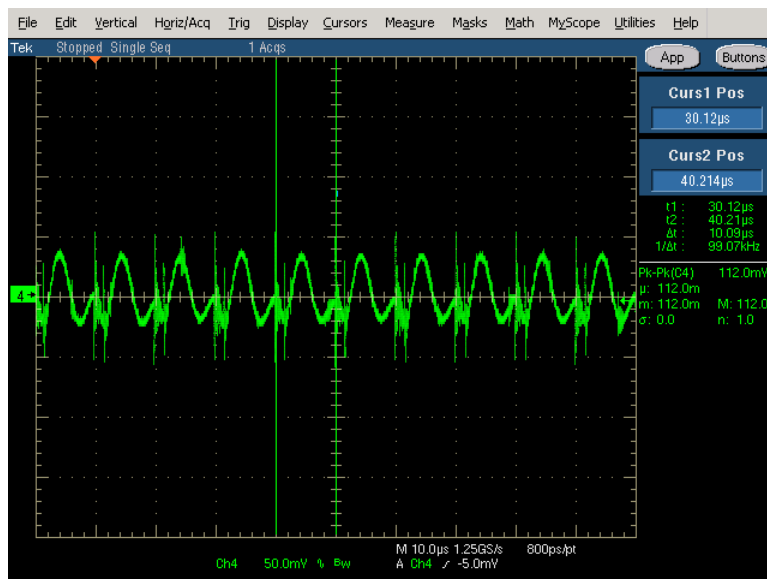 File Edit Vertical Horiz/Acq Trig Display Cursors Measure Masks Math MyScope Utilities Help
Tek Stopped Single Seq 1 Acqs
App Buttons
Curs1 Pos
30.12µs
Curs2 Pos
40.214µs
t1 : 30.12µs
t2 : 40.21µs
Δt : 10.09µs
1/Δt : 99.07kHz
Pk-Pk(C4) 112.0mV
µ: 112.0m
m: 112.0m M: 112.0
σ: 0.0 n: 1.0
4
M 10.0µs 1.25GS/s 800ps/pt
Ch4 50.0mV ∿ Bw A Ch4 -5.0mV